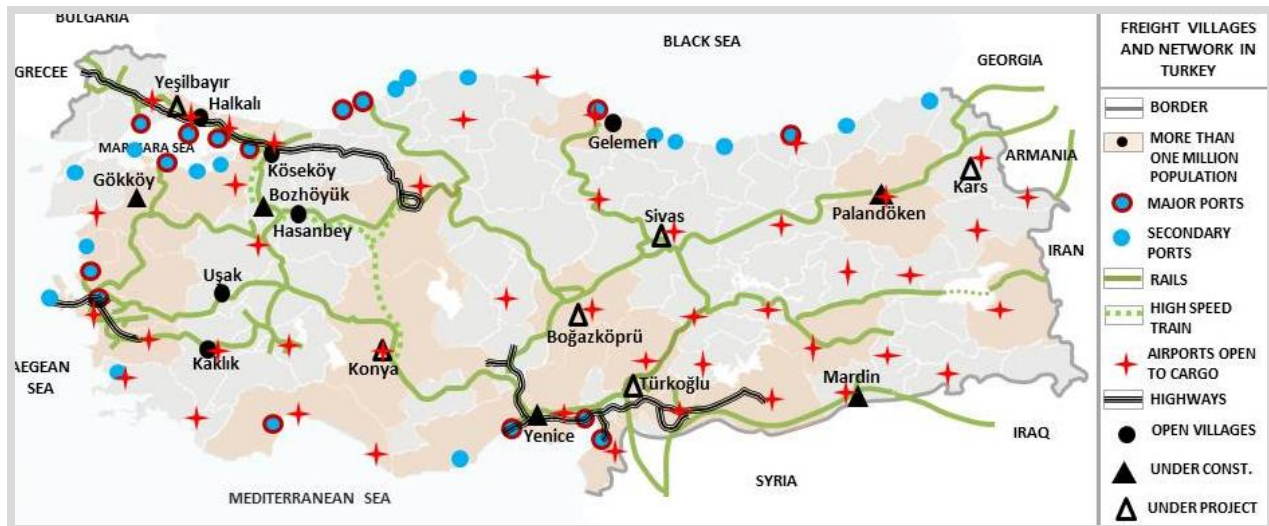 BULGARIA
BLACK SEA
GRECEE
GEORGIA
Yeşilbayır
Halkalı
Gelemen
MARMARA SEA
ARMANIA
Köseköy
Gökköy
Kars
Bozhöyük
Palandöken
Hasanbey
Sivas
IRAN
Uşak
Boğazköprü
Kaklık
Konya
AEGEAN
SEA
Türkoğlu
Mardin
Yenice
IRAQ
SYRIA
MEDITERRANEAN SEA
FREIGHT VILLAGES
AND NETWORK IN
TURKEY
BORDER
MORE THAN
ONE MILLION
POPULATION
MAJOR PORTS
SECONDARY
PORTS
RAILS
HIGH SPEED
TRAIN
AIRPORTS OPEN
TO CARGO
HIGHWAYS
OPEN VILLAGES
UNDER CONST.
UNDER PROJECT